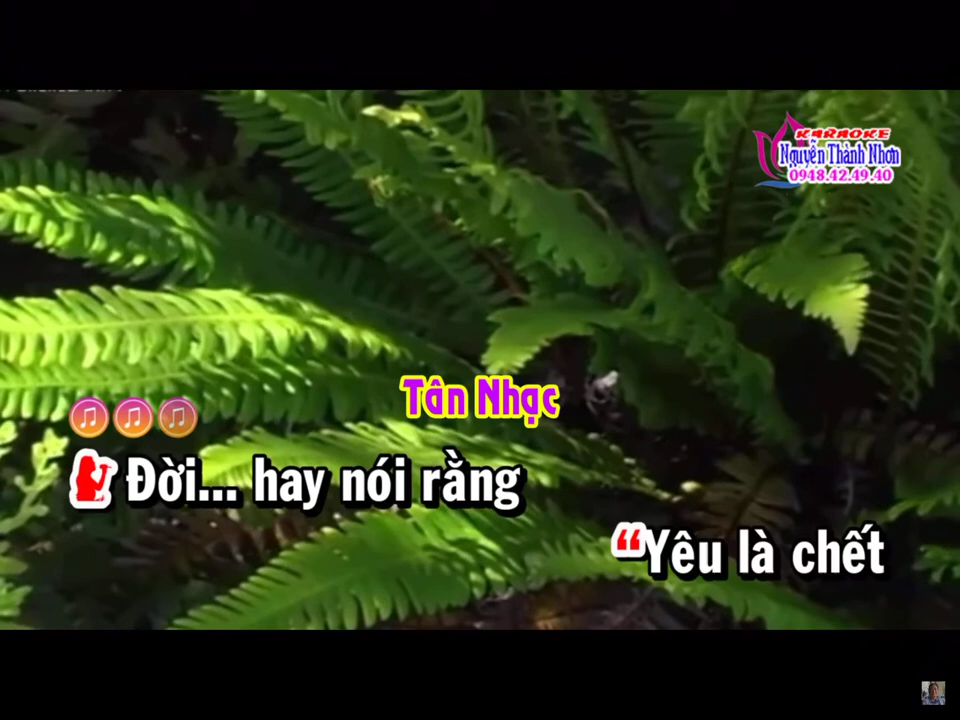 KARAOKE
Nguyễn Thành Nhơn
0948.42.49.40
Tân Nhạc
Đời... hay nói rằng
“Yêu là chết